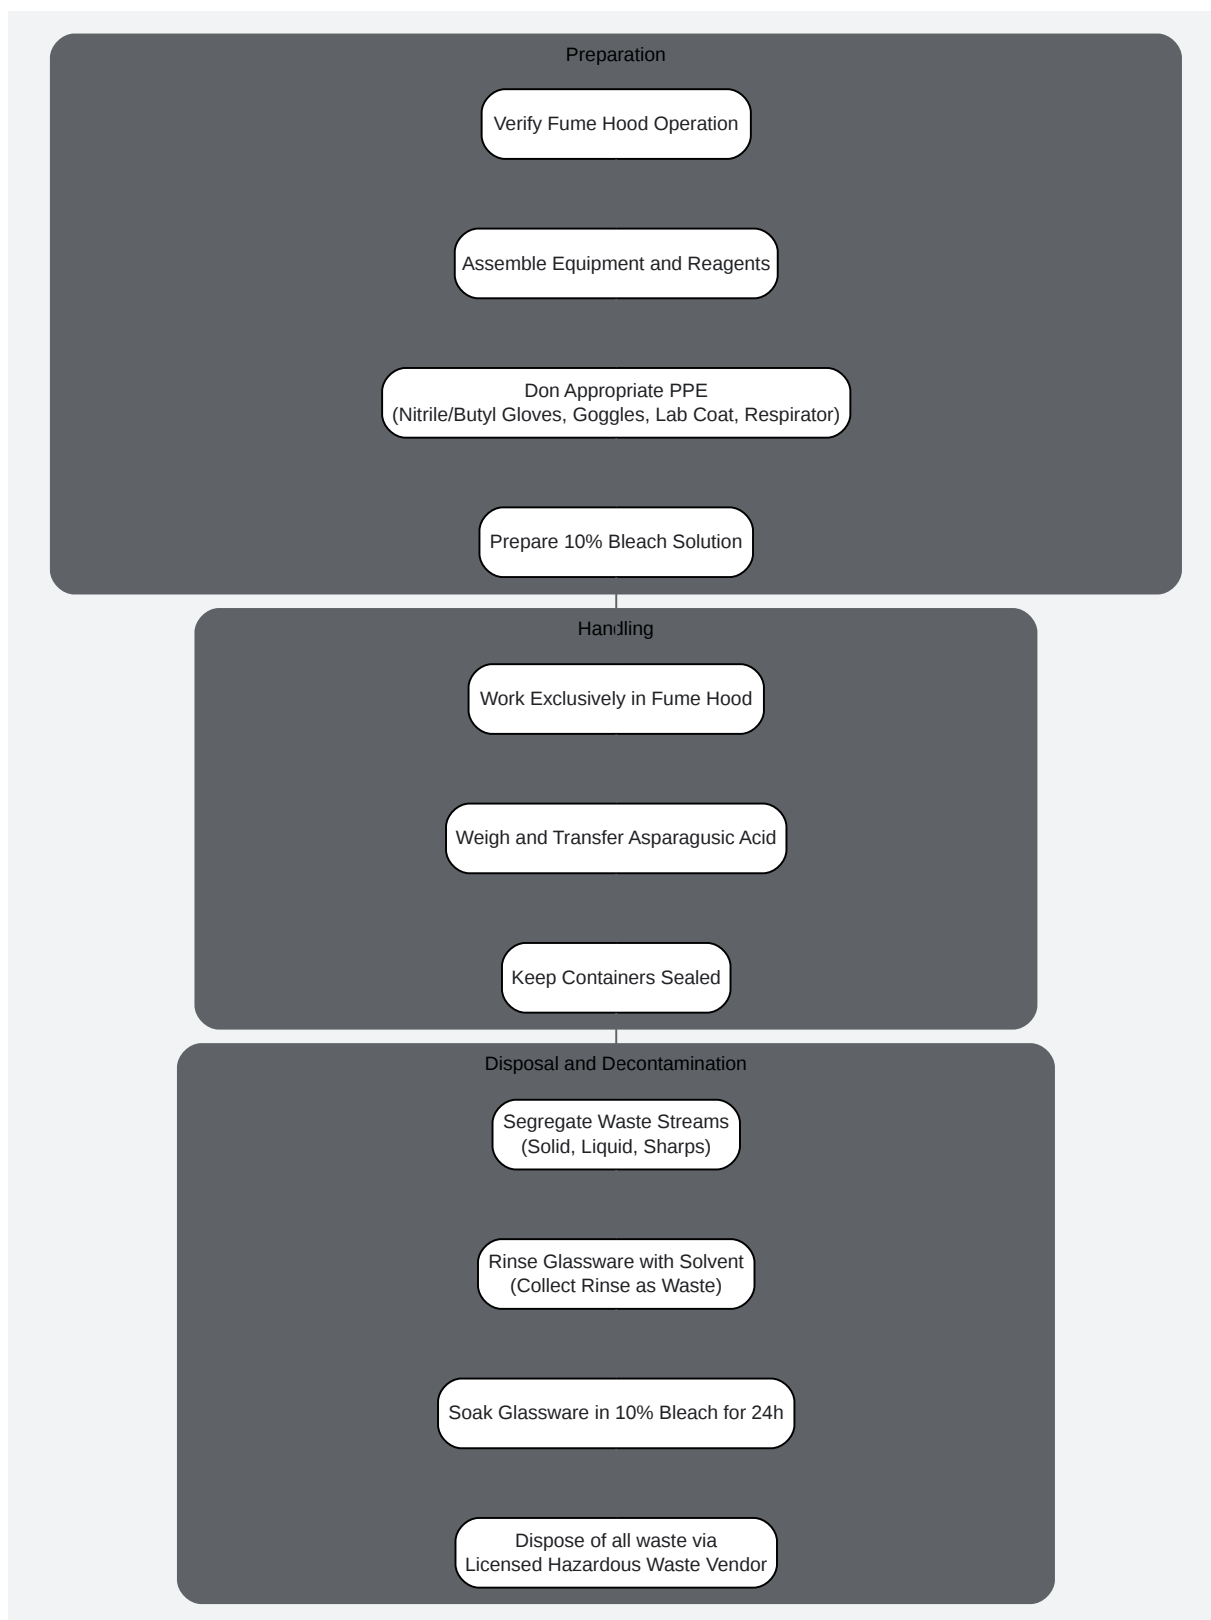 Preparation
Verify Fume Hood Operation
Assemble Equipment and Reagents
Don Appropriate PPE
(Nitrile/Butyl Gloves, Goggles, Lab Coat, Respirator)
Prepare 10% Bleach Solution
Handling
Work Exclusively in Fume Hood
Weigh and Transfer Asparagusic Acid
Keep Containers Sealed
Disposal and Decontamination
Segregate Waste Streams
(Solid, Liquid, Sharps)
Rinse Glassware with Solvent
(Collect Rinse as Waste)
Soak Glassware in 10% Bleach for 24h
Dispose of all waste via
Licensed Hazardous Waste Vendor